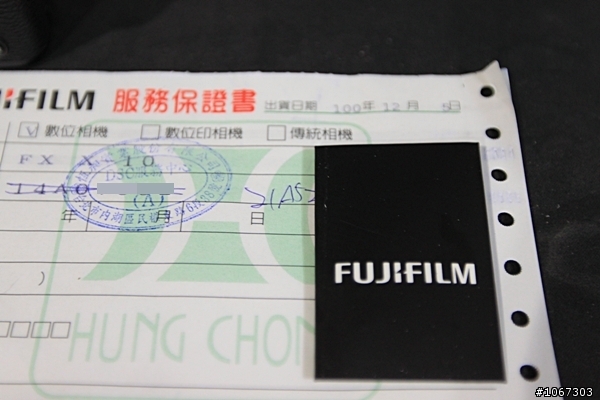 FUJIFILM 服務保證書 出貨日期 100年 12月 5日
☑ 數位相機 □ 數位印相機 □ 傳統相機
FX X 10
14A0
(A)
年 月 日
)
□□□□
HUNG CHON
FUJIFILM
#1067303